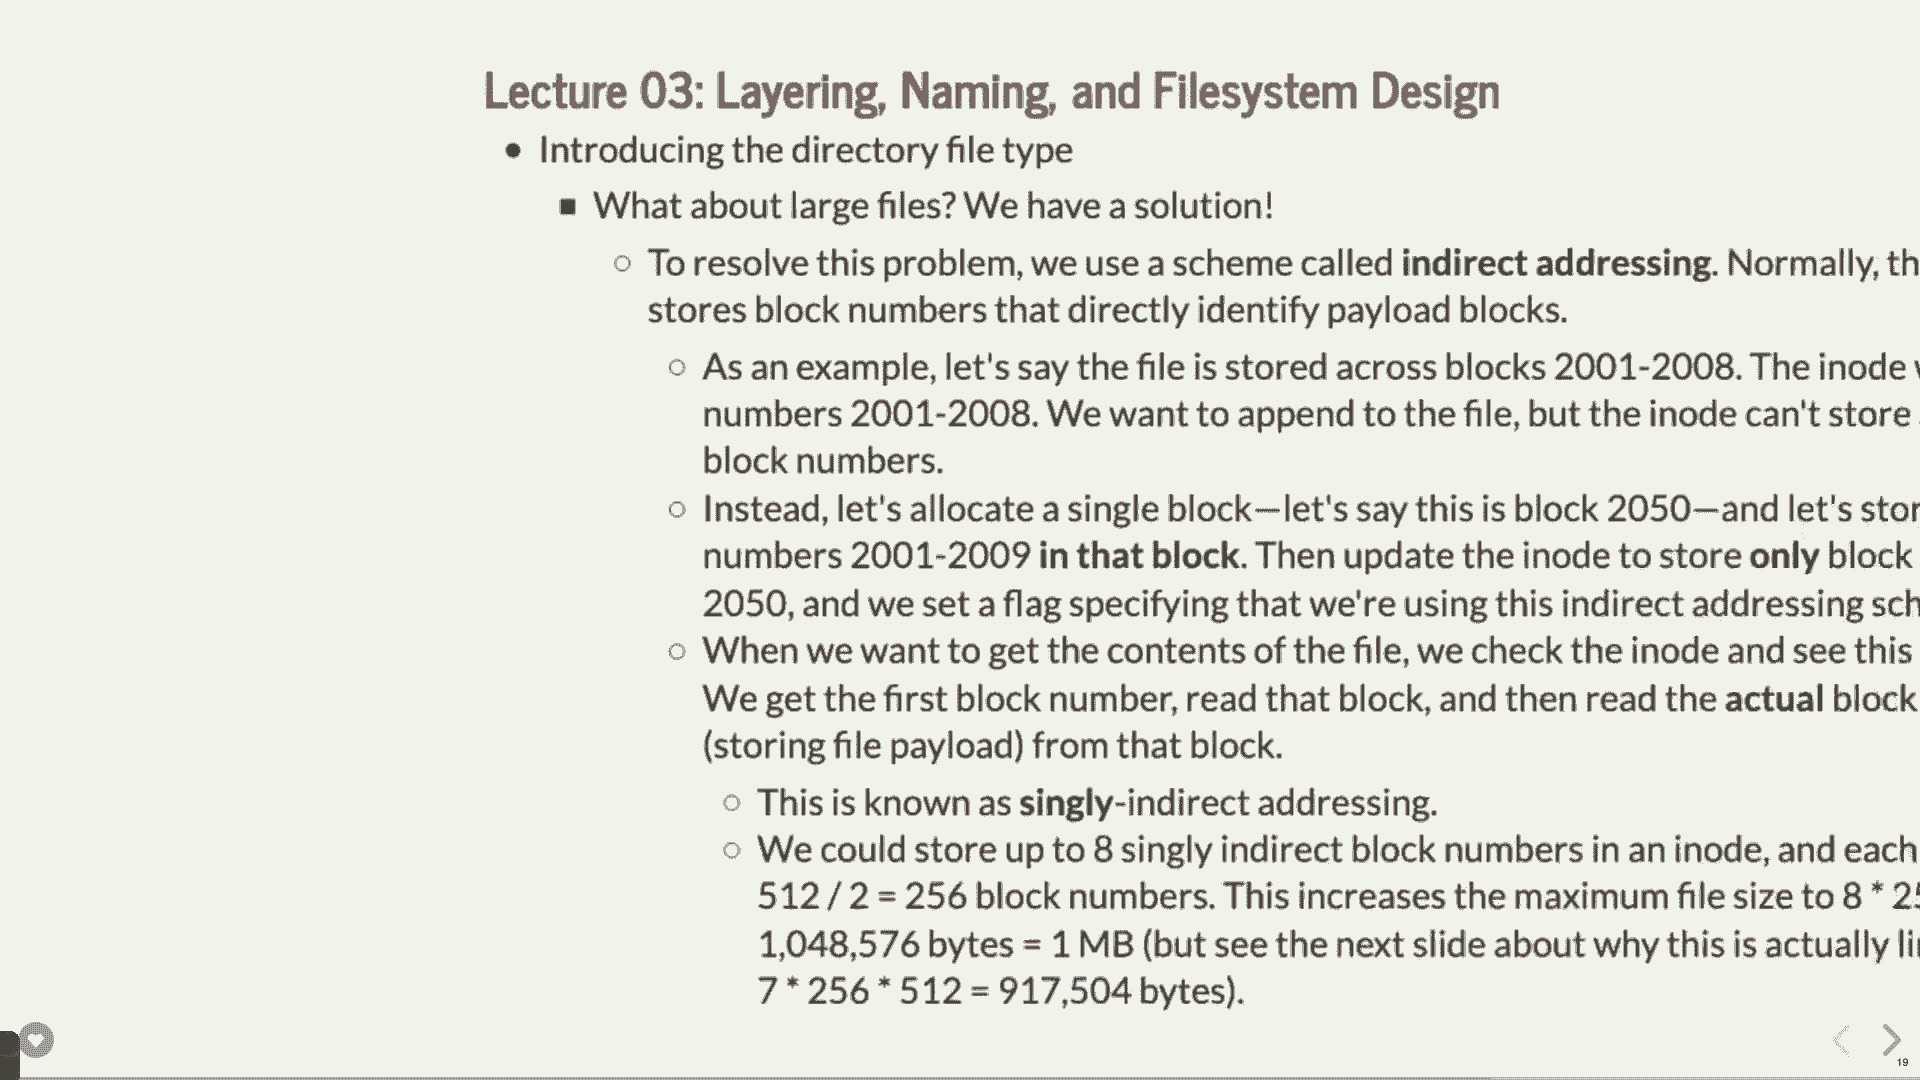 Lecture 03: Layering, Naming, and Filesystem Design
Introducing the directory file type
What about large files? We have a solution!
To resolve this problem, we use a scheme called indirect addressing. Normally, th
stores block numbers that directly identify payload blocks.
As an example, let's say the file is stored across blocks 2001-2008. The inode
numbers 2001-2008. We want to append to the file, but the inode can't store
block numbers.
Instead, let's allocate a single block—let's say this is block 2050—and let's stor
numbers 2001-2009 in that block. Then update the inode to store only block
2050, and we set a flag specifying that we're using this indirect addressing sch
When we want to get the contents of the file, we check the inode and see this
We get the first block number, read that block, and then read the actual block
(storing file payload) from that block.
This is known as singly-indirect addressing.
We could store up to 8 singly indirect block numbers in an inode, and each
512 / 2 = 256 block numbers. This increases the maximum file size to 8 * 25
1,048,576 bytes = 1 MB (but see the next slide about why this is actually li
7 * 256 * 512 = 917,504 bytes).
19